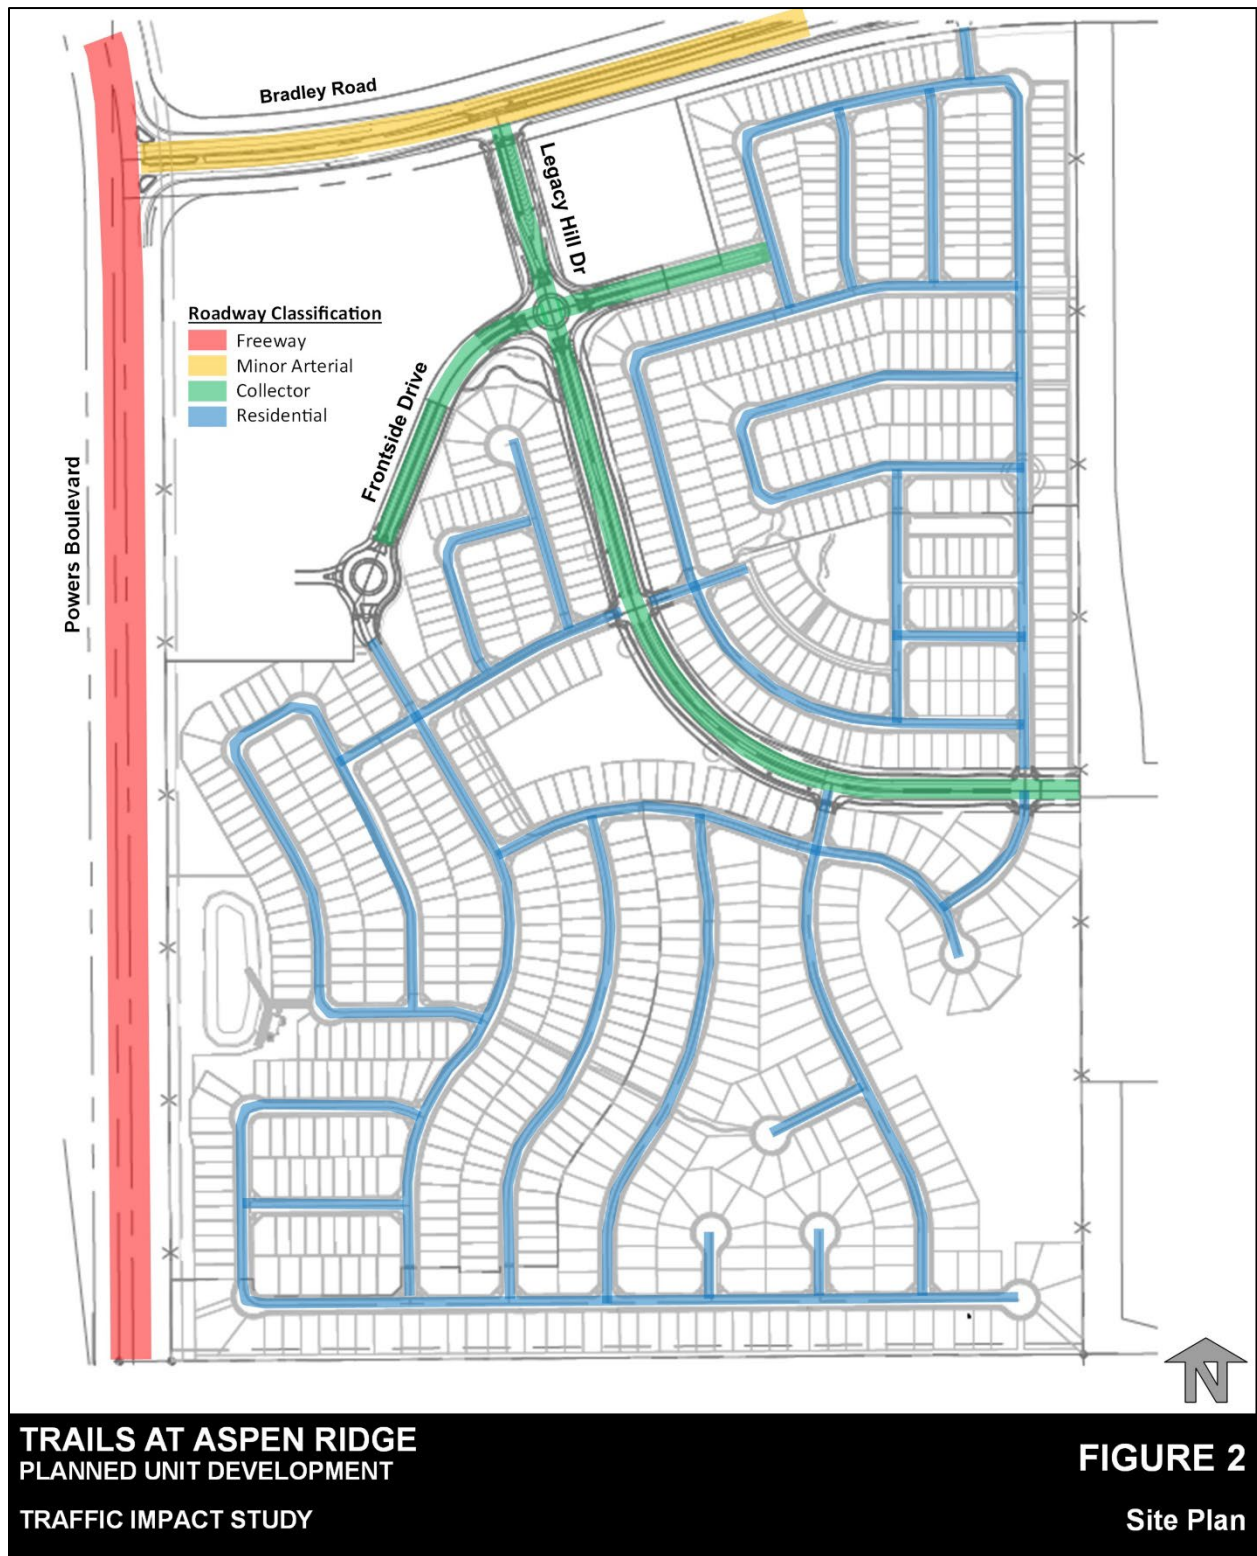 Bradley Road
Legacy Hill Dr
Roadway Classification
Freeway
Minor Arterial
Collector
Residential
Frontside Drive
Powers Boulevard
N
TRAILS AT ASPEN RIDGE
PLANNED UNIT DEVELOPMENT
FIGURE 2
TRAFFIC IMPACT STUDY
Site Plan